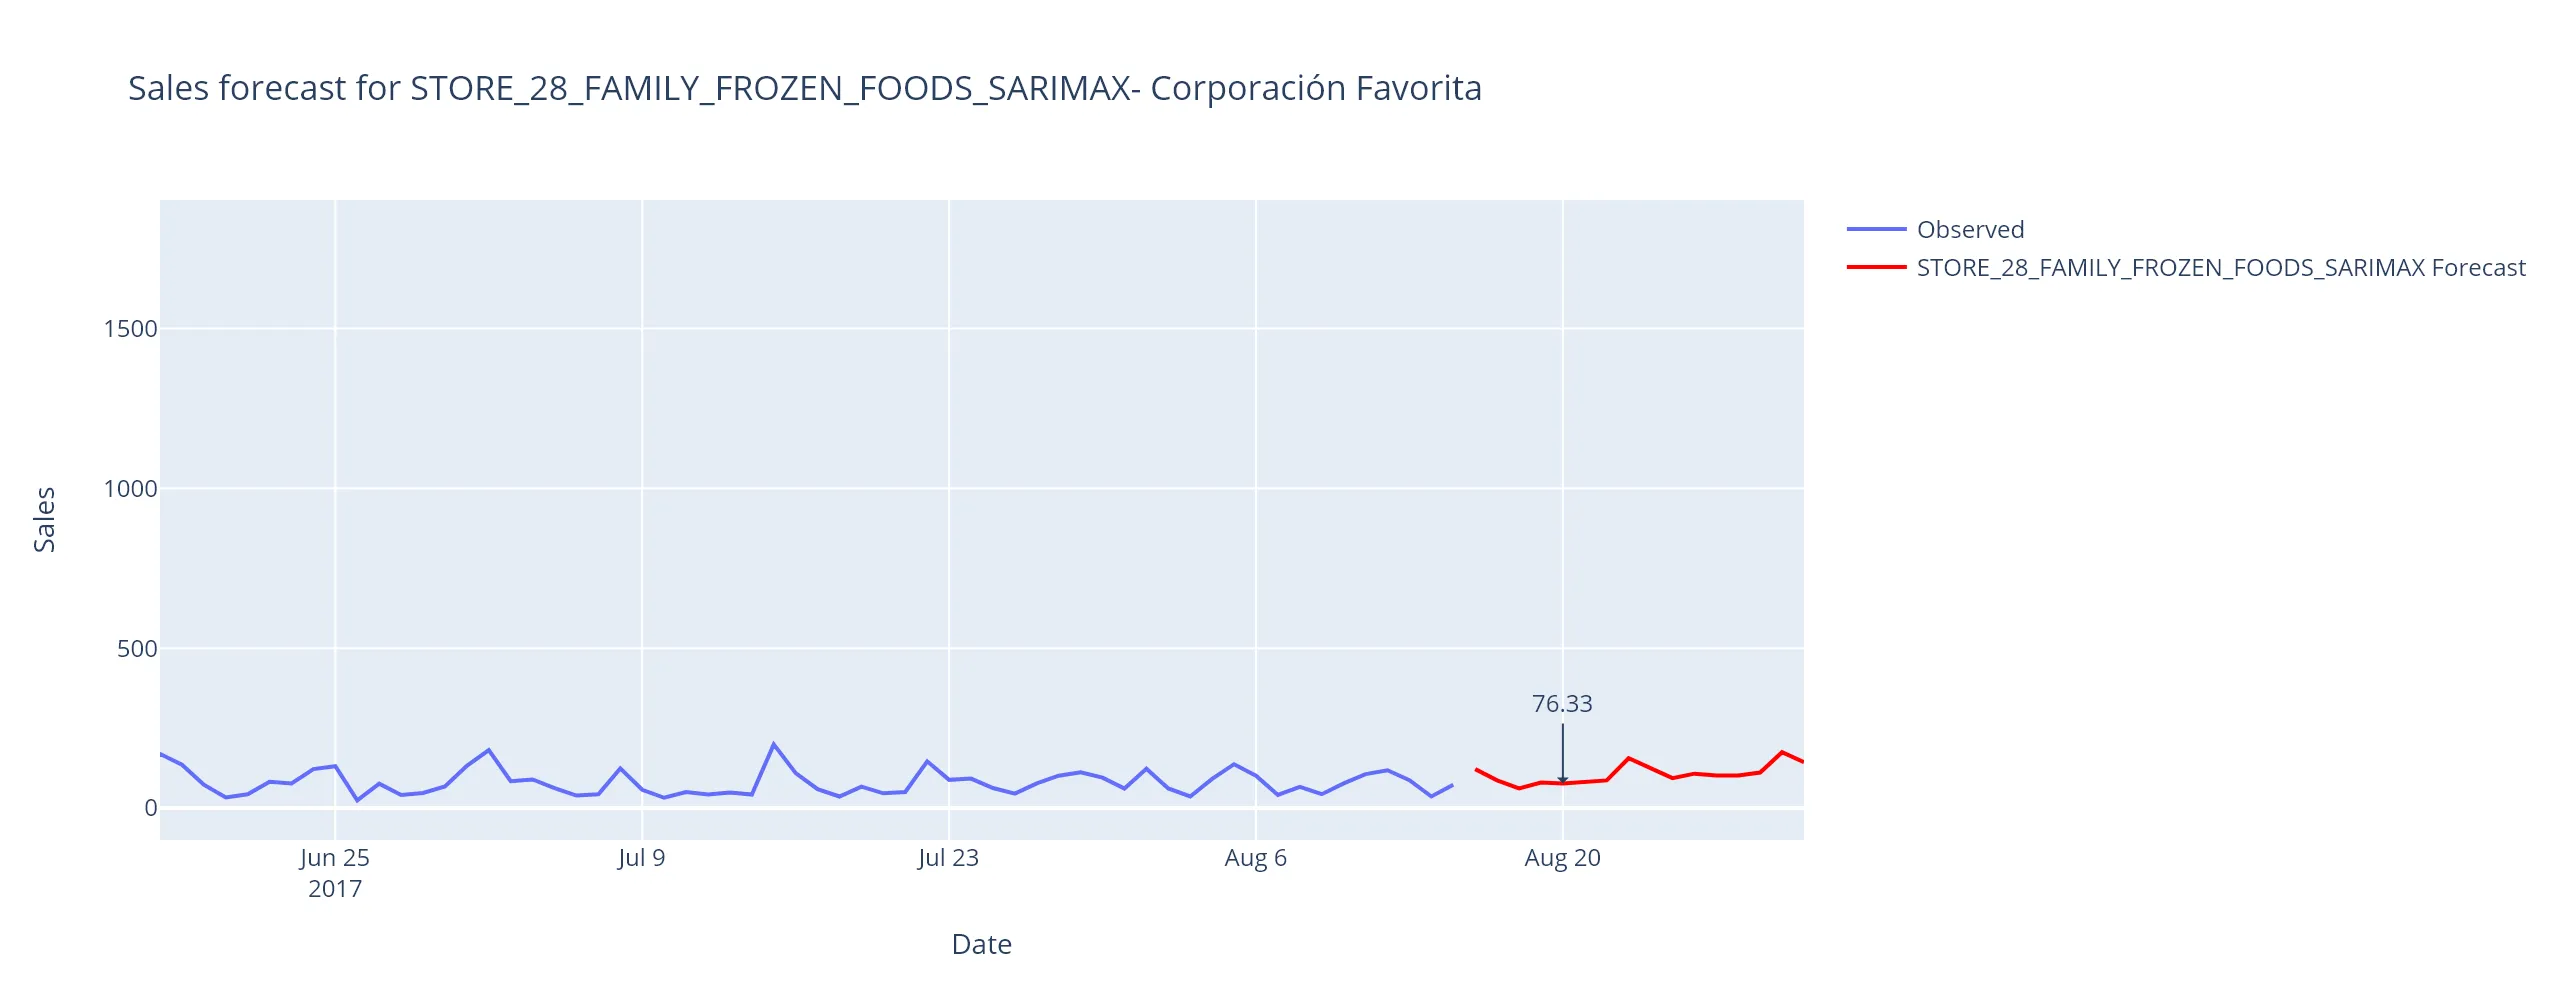 Sales forecast for STORE_28_FAMILY_FROZEN_FOODS_SARIMAX- Corporación Favorita
Observed
STORE_28_FAMILY_FROZEN_FOODS_SARIMAX Forecast
1500
1000
500
0
Sales
76.33
Jun 25
2017
Jul 9
Jul 23
Aug 6
Aug 20
Date